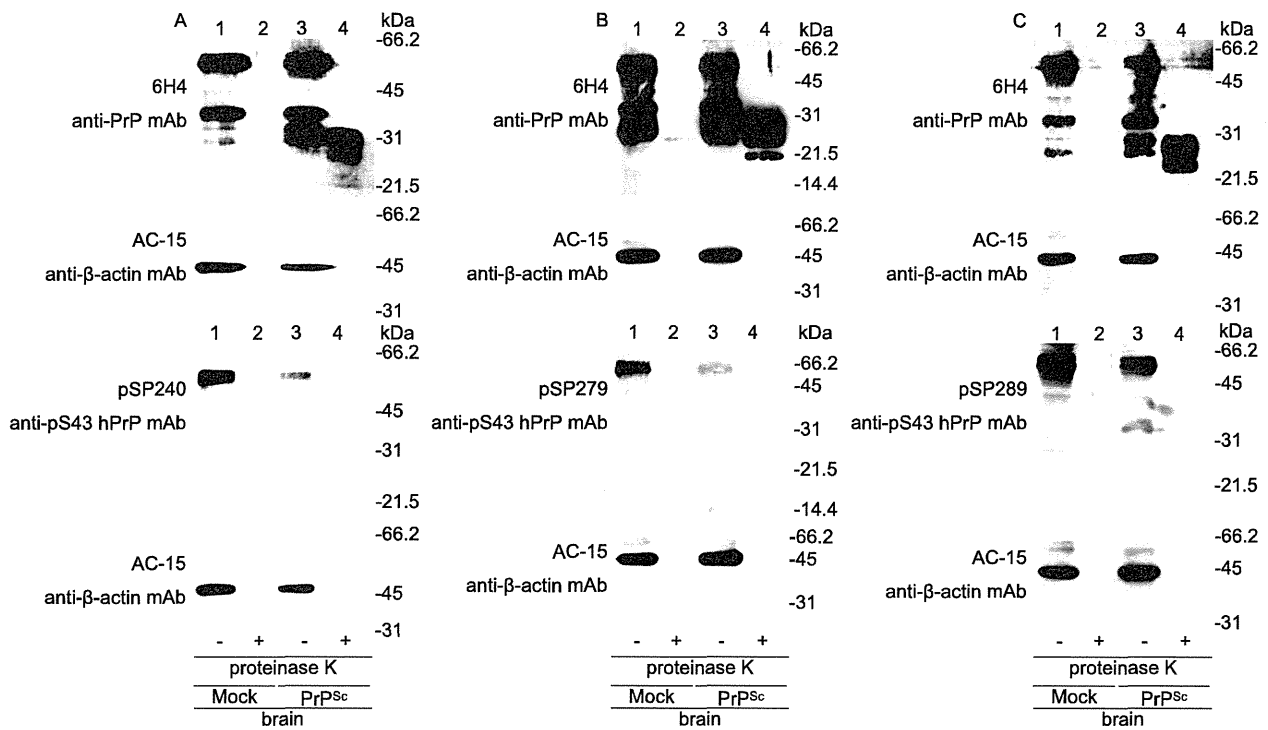 A 1 2 3 4 kDa
-66.2
6H4
-45
anti-PrP mAb
-31
-21.5
-66.2
AC-15
anti-β-actin mAb
-45
-31
1 2 3 4 kDa
-66.2
pSP240
-45
anti-pS43 hPrP mAb
-31
-21.5
-66.2
AC-15
anti-β-actin mAb
-45
-31
- + - +
proteinase K
Mock PrPSc
brain
B 1 2 3 4 kDa
-66.2
6H4
-45
anti-PrP mAb
-31
-21.5
-14.4
-66.2
AC-15
-45
anti-β-actin mAb
-31
1 2 3 4 kDa
-66.2
pSP279
-45
anti-pS43 hPrP mAb
-31
-21.5
-14.4
-66.2
AC-15
-45
anti-β-actin mAb
-31
- + - +
proteinase K
Mock PrPSc
brain
C 1 2 3 4 kDa
-66.2
6H4
-45
anti-PrP mAb
-31
-21.5
-66.2
AC-15
-45
anti-β-actin mAb
-31
1 2 3 4 kDa
-66.2
pSP289
-45
anti-pS43 hPrP mAb
-31
-21.5
-66.2
AC-15
-45
anti-β-actin mAb
-31
- + - +
proteinase K
Mock PrPSc
brain